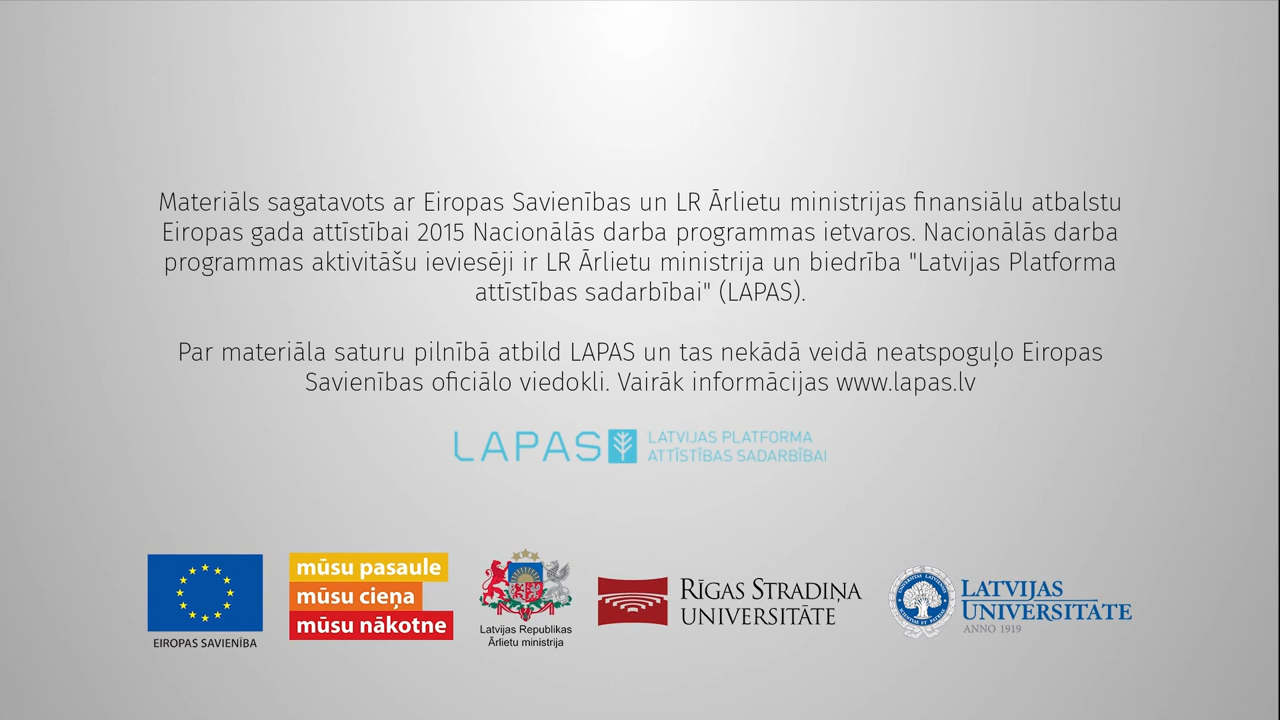 Materiāls sagatavots ar Eiropas Savienības un LR Ārlietu ministrijas finansiālu atbalstu
Eiropas gada attīstībai 2015 Nacionālās darba programmas ietvaros. Nacionālās darba
programmas aktivitāšu ieviesēji ir LR Ārlietu ministrija un biedrība "Latvijas Platforma
attīstības sadarbībai" (LAPAS).
Par materiāla saturu pilnībā atbild LAPAS un tas nekādā veidā neatspoguļo Eiropas
Savienības oficiālo viedokli. Vairāk informācijas www.lapas.lv
LAPAS
LATVIJAS PLATFORMA
ATTĪSTĪBAS SADARBĪBAI
EIROPAS SAVIENĪBA
mūsu pasaule
mūsu cieņa
mūsu nākotne
Latvijas Republikas
Ārlietu ministrija
RĪGAS STRADIŅA
UNIVERSITĀTE
LATVIJAS
UNIVERSITĀTE
ANNO 1919